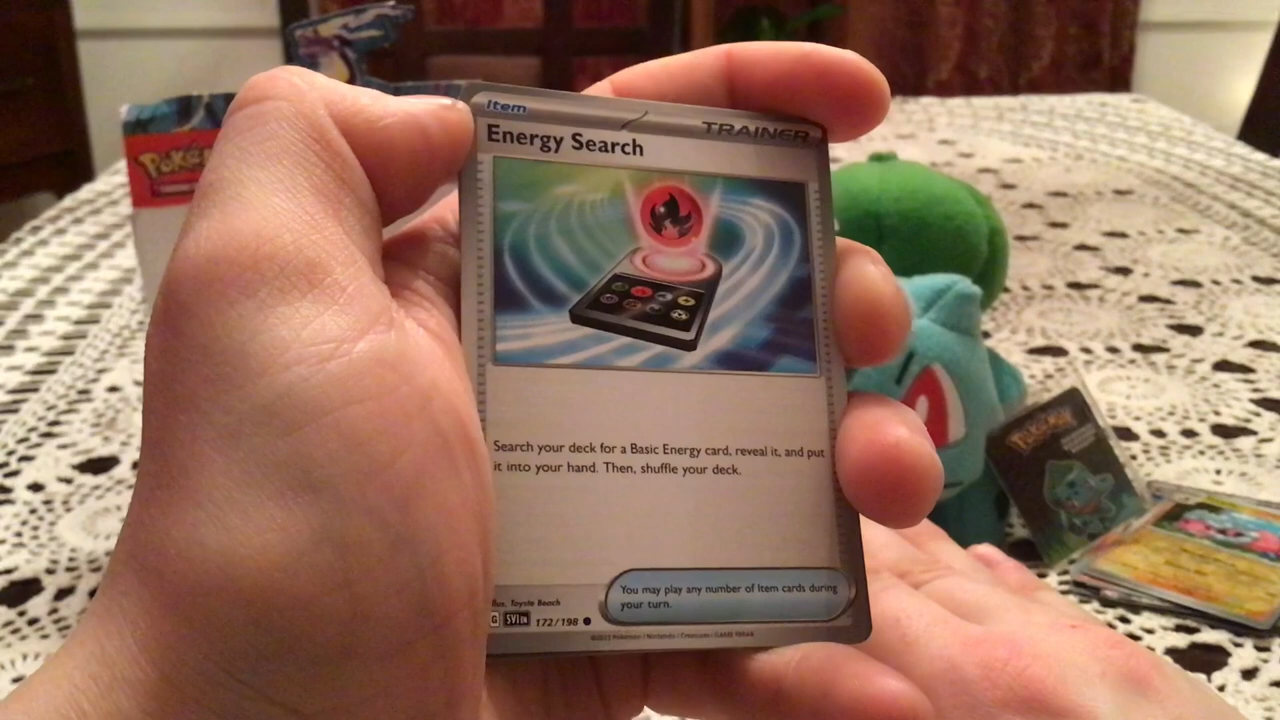 Item
TRAINER
Energy Search
Search your deck for a Basic Energy card, reveal it, and put
it into your hand. Then, shuffle your deck.
You may play any number of Item cards during
your turn.
Toyste Beach
G SVI EN 172/198
©2023 Pokémon / Nintendo / Creatures / GAME FREAK
Poké
Pokémon